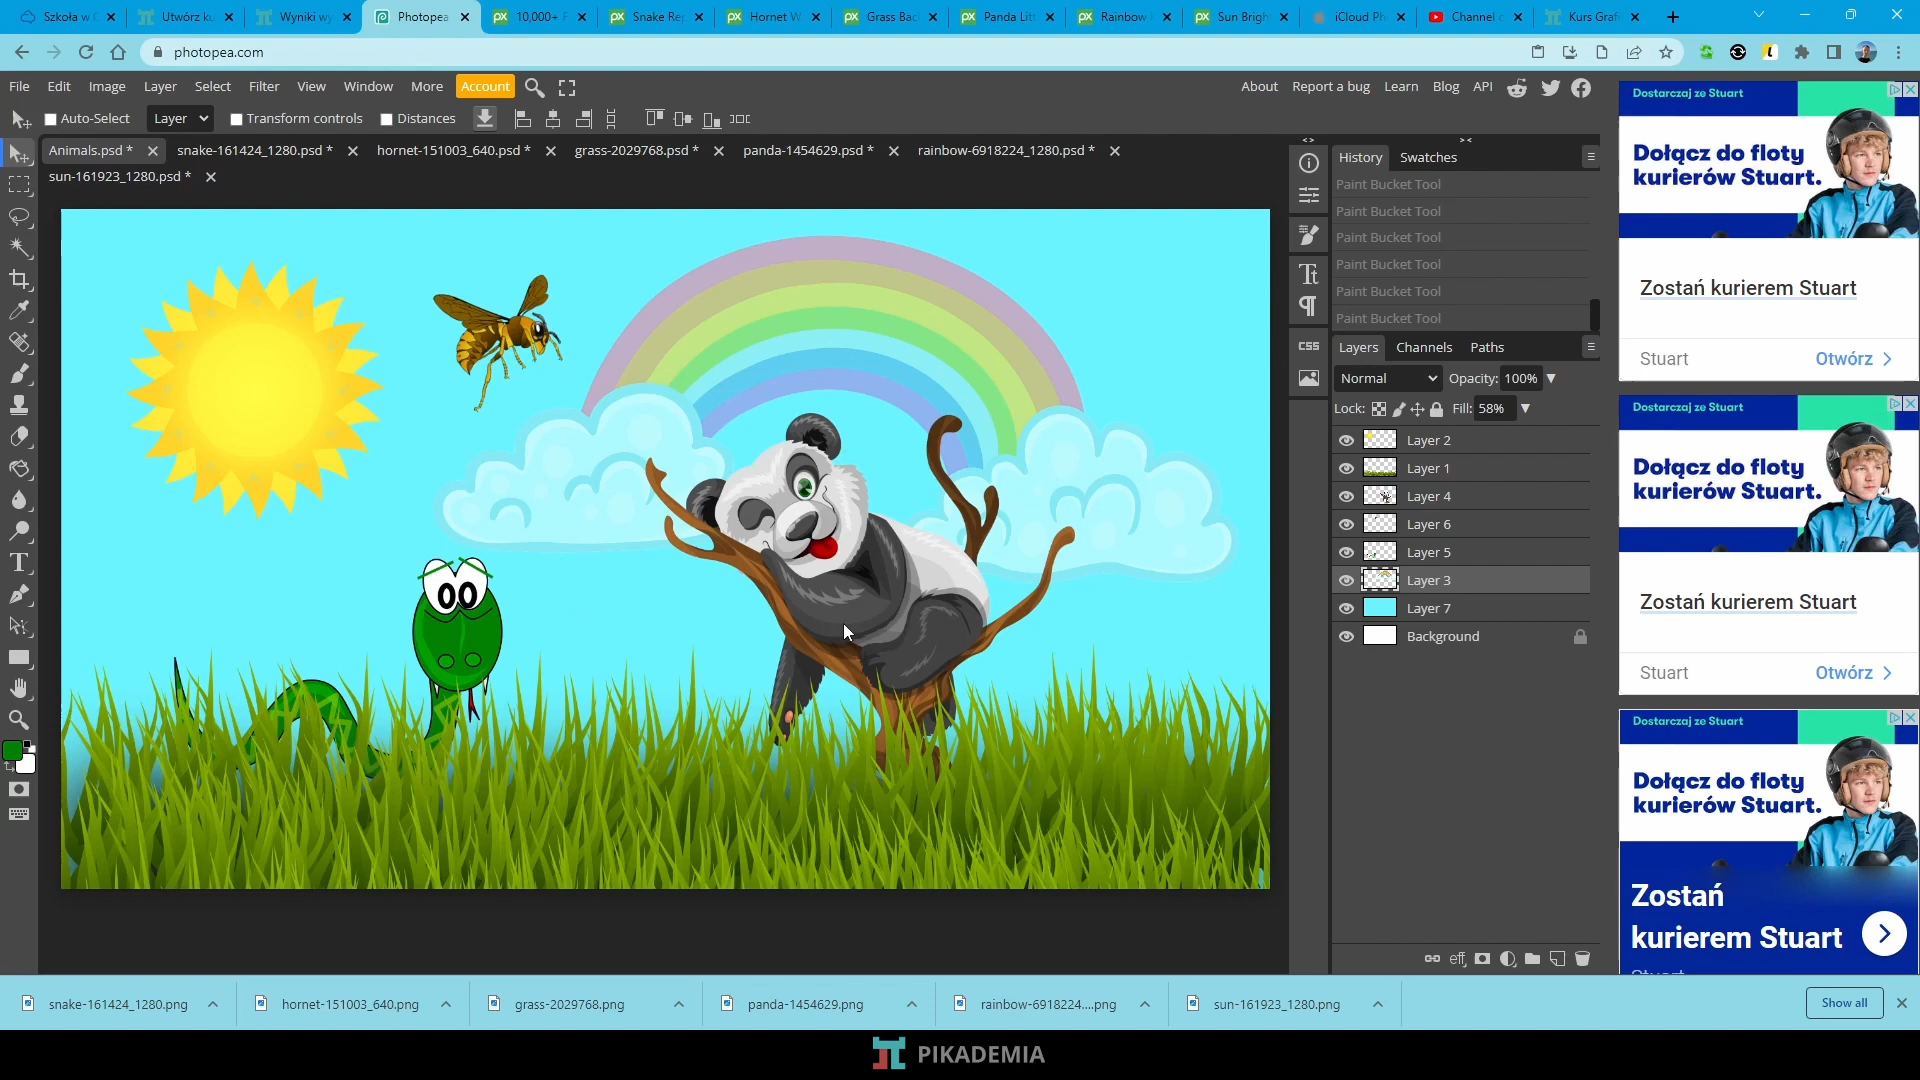 Szkoła w C
Utwórz ku
Wyniki wy
Photopea
10,000+ F
Snake Rep
Hornet W
Grass Bac
Panda Litt
Rainbow
Sun Brigh
iCloud Ph
Channel c
Kurs Grafi
photopea.com
File Edit Image Layer Select Filter View Window More Account
About Report a bug Learn Blog API
Auto-Select Layer Transform controls Distances
Animals.psd * snake-161424_1280.psd * hornet-151003_640.psd * grass-2029768.psd * panda-1454629.psd * rainbow-6918224_1280.psd *
sun-161923_1280.psd *
History Swatches
Paint Bucket Tool
Paint Bucket Tool
Paint Bucket Tool
Paint Bucket Tool
Paint Bucket Tool
Paint Bucket Tool
CSS
Layers Channels Paths
Normal Opacity: 100%
Lock: Fill: 58%
Layer 2
Layer 1
Layer 4
Layer 6
Layer 5
Layer 3
Layer 7
Background
eff
Dostarczaj ze Stuart
Dołącz do floty
kurierów Stuart.
Zostań kurierem Stuart
Stuart Otwórz
Dostarczaj ze Stuart
Dołącz do floty
kurierów Stuart.
Zostań kurierem Stuart
Stuart Otwórz
Dostarczaj ze Stuart
Dołącz do floty
kurierów Stuart.
Zostań
kurierem Stuart
snake-161424_1280.png
hornet-151003_640.png
grass-2029768.png
panda-1454629.png
rainbow-6918224....png
sun-161923_1280.png
Show all
PIKADEMIA